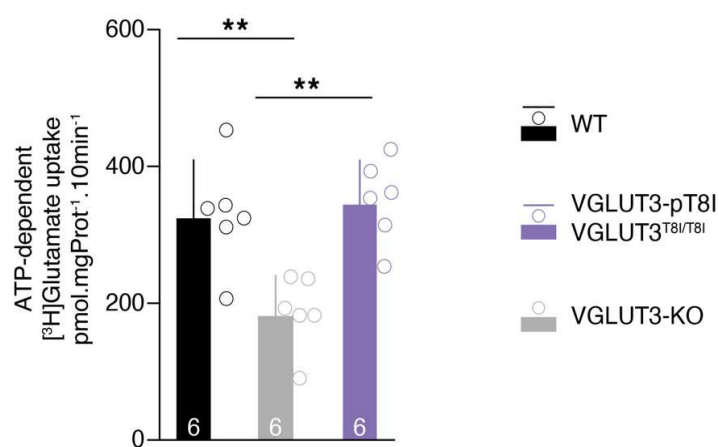 600
400
200
0
ATP-dependent
[³H]Glutamate uptake
pmol.mgProt⁻¹.10min⁻¹
**
**
6
6
6
WT
VGLUT3-pT8I
VGLUT3ᵀ⁸ᴵ/ᵀ⁸ᴵ
VGLUT3-KO